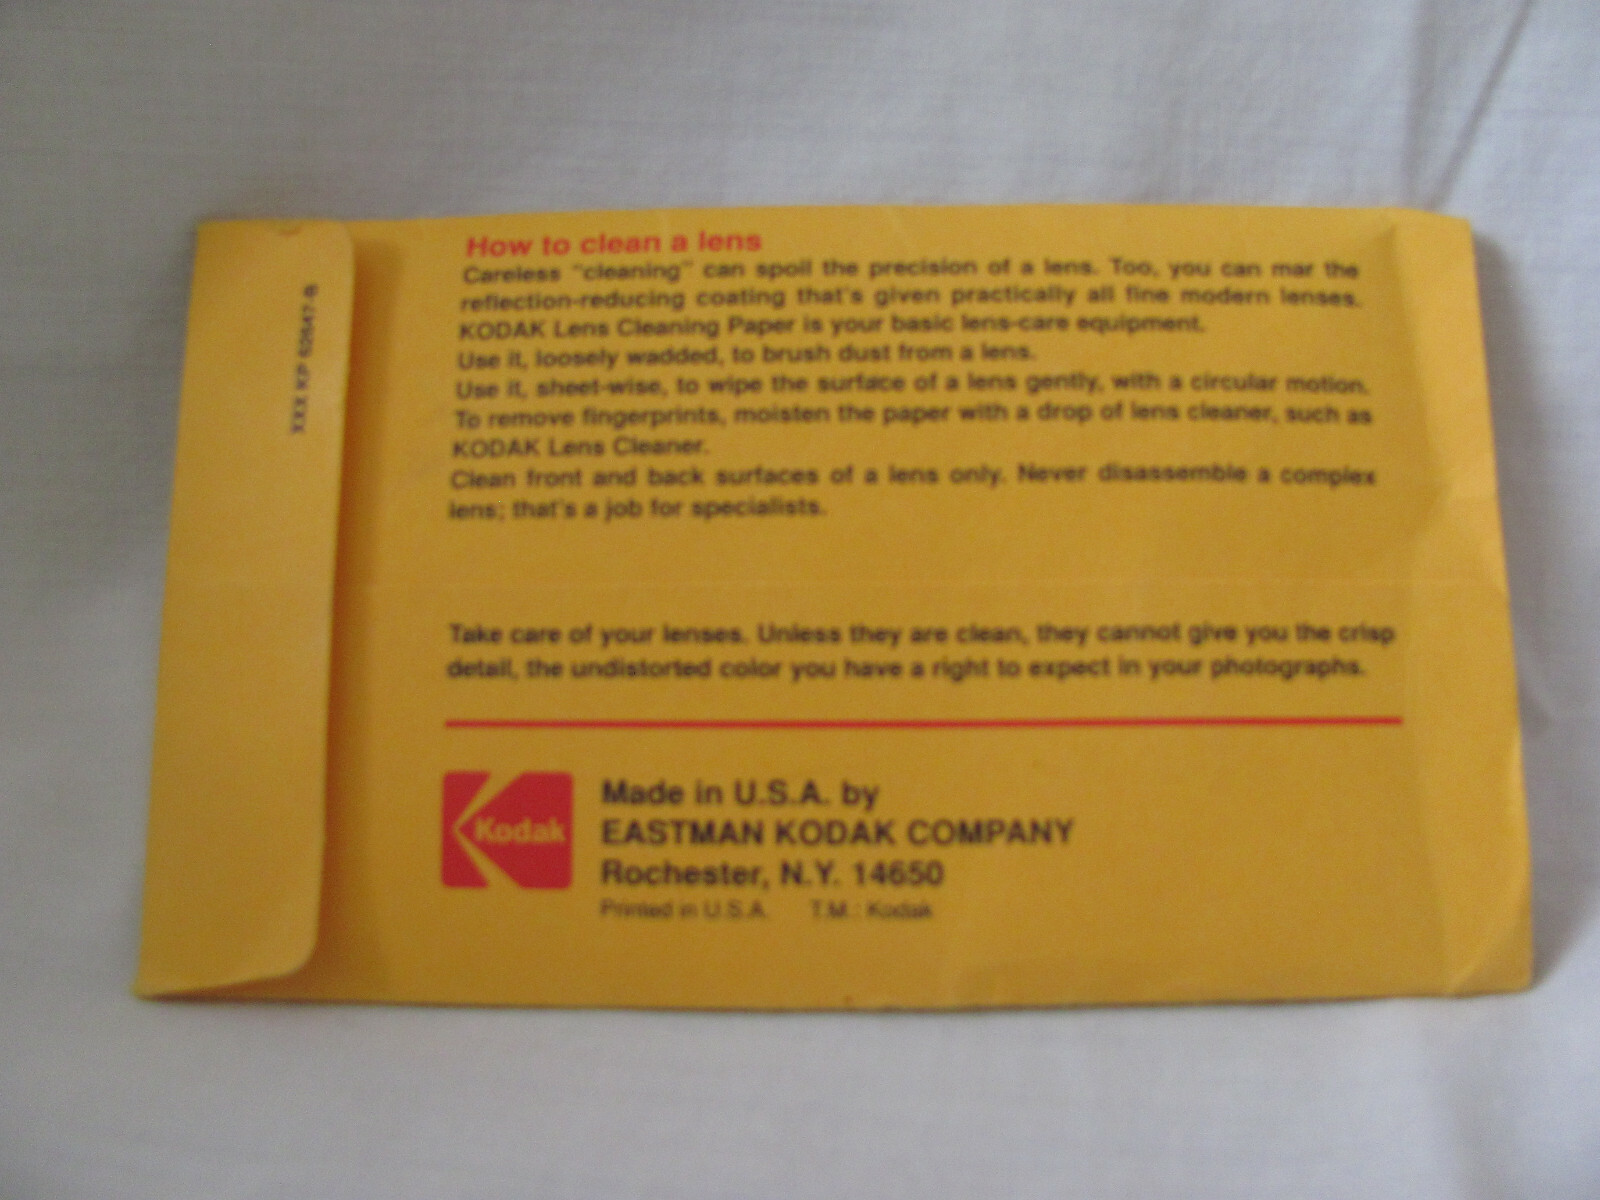 XXX KP 62647-B
How to clean a lens
Careless "cleaning" can spoil the precision of a lens. Too, you can mar the
reflection-reducing coating that's given practically all fine modern lenses.
KODAK Lens Cleaning Paper is your basic lens-care equipment.
Use it, loosely wadded, to brush dust from a lens.
Use it, sheet-wise, to wipe the surface of a lens gently, with a circular motion.
To remove fingerprints, moisten the paper with a drop of lens cleaner, such as
KODAK Lens Cleaner.
Clean front and back surfaces of a lens only. Never disassemble a complex
lens; that's a job for specialists.
Take care of your lenses. Unless they are clean, they cannot give you the crisp
detail, the undistorted color you have a right to expect in your photographs.
Kodak
Made in U.S.A. by
EASTMAN KODAK COMPANY
Rochester, N.Y. 14650
Printed in U.S.A. T.M.: Kodak